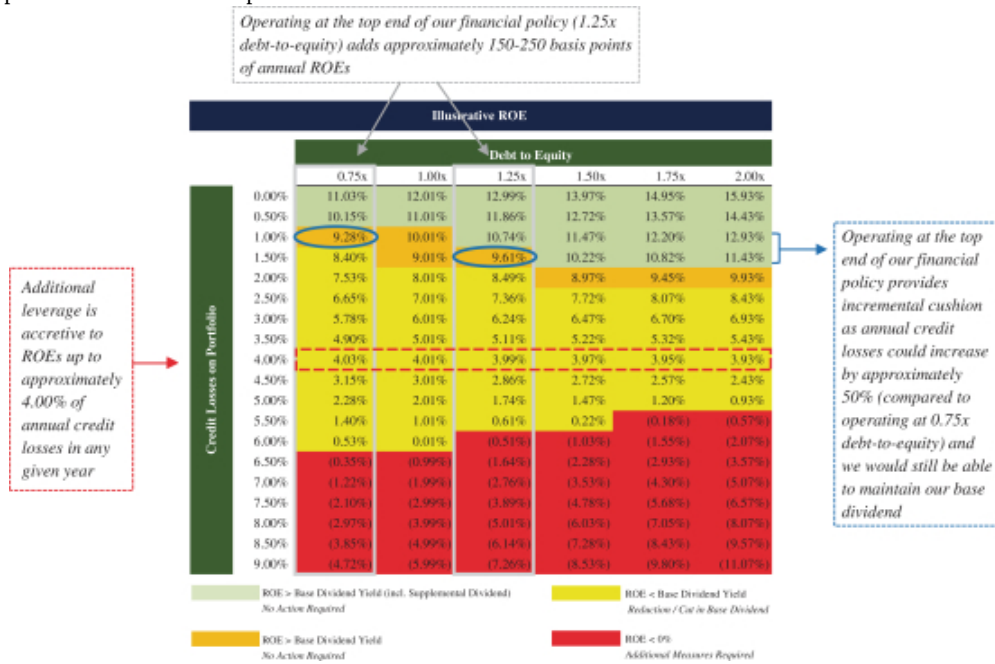 Operating at the top end of our financial policy (1.25x
debt-to-equity) adds approximately 150-250 basis points
of annual ROEs
Illustrative ROE
Debt to Equity
0.75x 1.00x 1.25x 1.50x 1.75x 2.00x
Credit Losses on Portfolio
0.00% 11.03% 12.01% 12.99% 13.97% 14.95% 15.93%
0.50% 10.15% 11.01% 11.86% 12.72% 13.57% 14.43%
1.00% 9.28% 10.01% 10.74% 11.47% 12.20% 12.93%
1.50% 8.40% 9.01% 9.61% 10.22% 10.82% 11.43%
2.00% 7.53% 8.01% 8.49% 8.97% 9.45% 9.93%
2.50% 6.65% 7.01% 7.36% 7.72% 8.07% 8.43%
3.00% 5.78% 6.01% 6.24% 6.47% 6.70% 6.93%
3.50% 4.90% 5.01% 5.11% 5.22% 5.32% 5.43%
4.00% 4.03% 4.01% 3.99% 3.97% 3.95% 3.93%
4.50% 3.15% 3.01% 2.86% 2.72% 2.57% 2.43%
5.00% 2.28% 2.01% 1.74% 1.47% 1.20% 0.93%
5.50% 1.40% 1.01% 0.61% 0.22% (0.18%) (0.57%)
6.00% 0.53% 0.01% (0.51%) (1.03%) (1.55%) (2.07%)
6.50% (0.35%) (0.99%) (1.64%) (2.28%) (2.93%) (3.57%)
7.00% (1.22%) (1.99%) (2.76%) (3.53%) (4.30%) (5.07%)
7.50% (2.10%) (2.99%) (3.89%) (4.78%) (5.68%) (6.57%)
8.00% (2.97%) (3.99%) (5.01%) (6.03%) (7.05%) (8.07%)
8.50% (3.85%) (4.99%) (6.14%) (7.28%) (8.43%) (9.57%)
9.00% (4.72%) (5.99%) (7.26%) (8.53%) (9.80%) (11.07%)
Additional
leverage is
accretive to
ROEs up to
approximately
4.00% of
annual credit
losses in any
given year
Operating at the top
end of our financial
policy provides
incremental cushion
as annual credit
losses could increase
by approximately
50% (compared to
operating at 0.75x
debt-to-equity) and
we would still be able
to maintain our base
dividend
ROE > Base Dividend Yield (incl. Supplemental Dividend)
No Action Required
ROE < Base Dividend Yield
Reduction / Cut in Base Dividend
ROE > Base Dividend Yield
No Action Required
ROE < 0%
Additional Measures Required